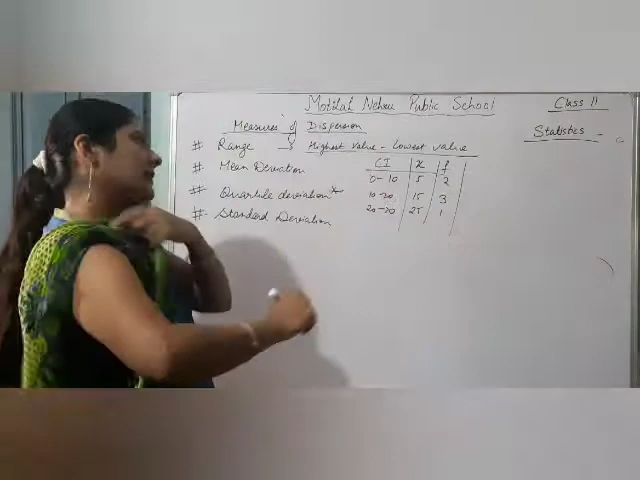 Motilal Nehru Public School
Class 11
Statistics -
Measures of Dispersion
# Range → Highest Value - Lowest value
# Mean Deviation
# Quartile deviation *
# Standard Deviation
CI x f
0-10 5 2
10-20 15 3
20-30 25 1